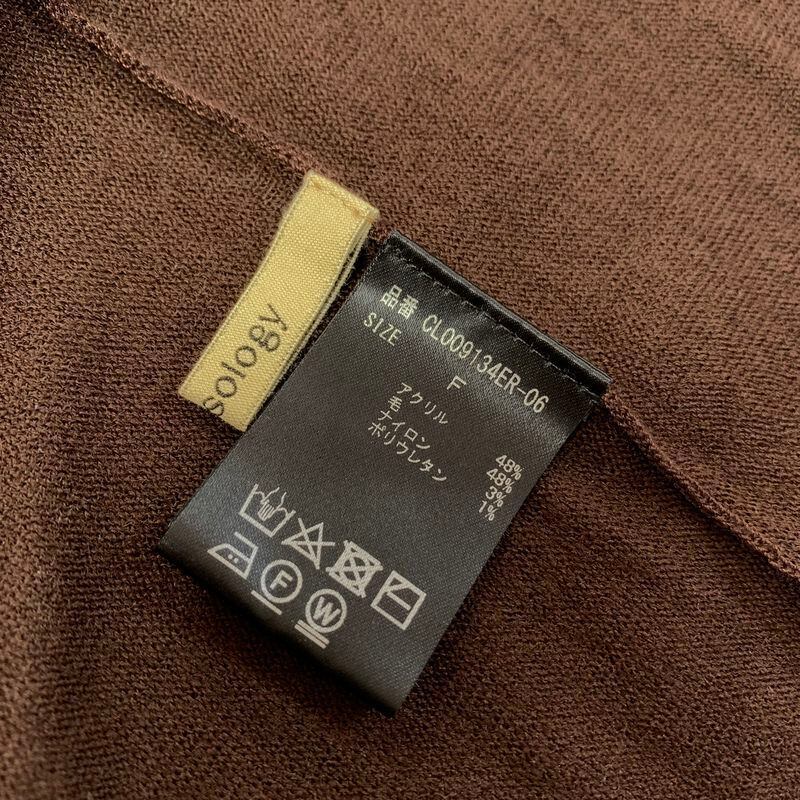 sology
品番 CL009134ER-06
SIZE
F
アクリル 48%
毛 48%
ナイロン 3%
ポリウレタン 1%
F W